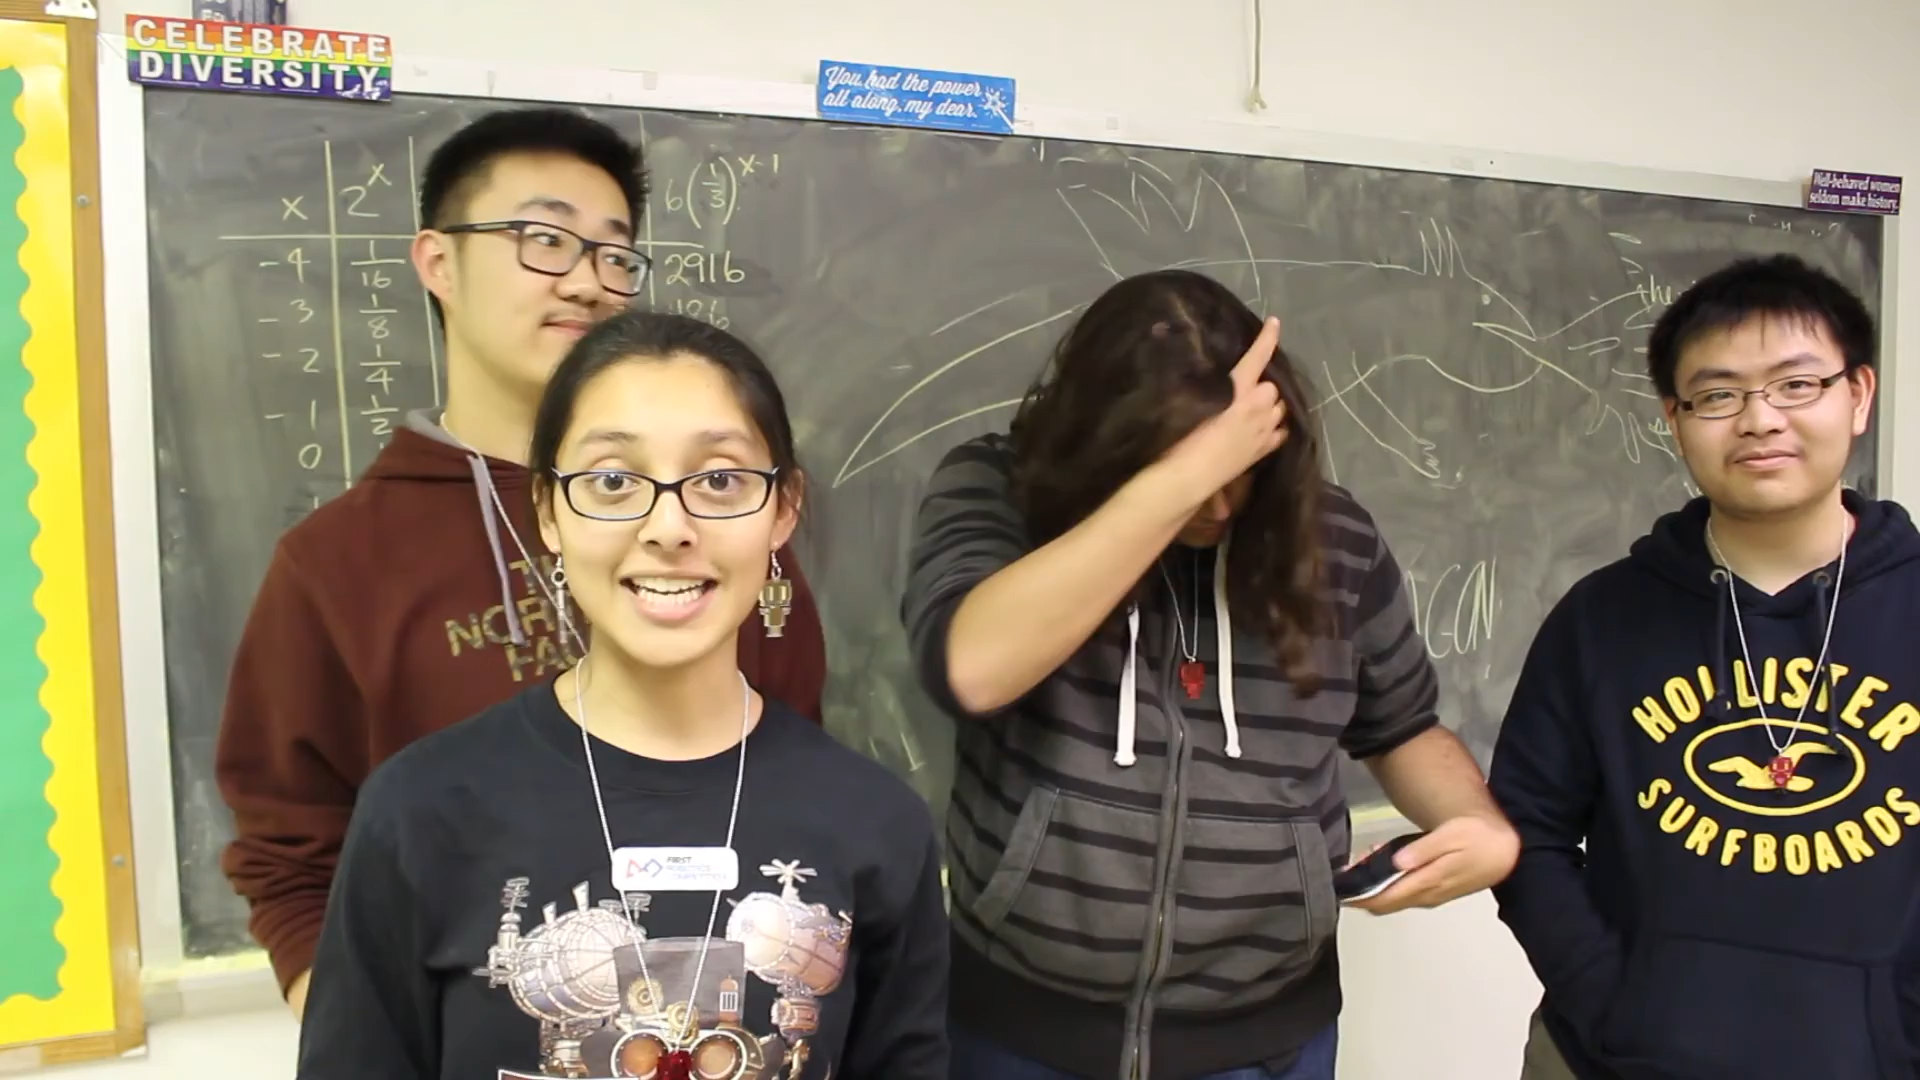 CELEBRATE
DIVERSITY
You had the power
all along, my dear.
Well-behaved women
seldom make history.
x 2^x 6(1/3)^x-1
-4 1/16 2916
-3 1/8
-2 1/4
-1 1/2
0
NORTH
HOLLISTER
SURFBOARDS
FIRST
ROBOTICS
COMPETITION